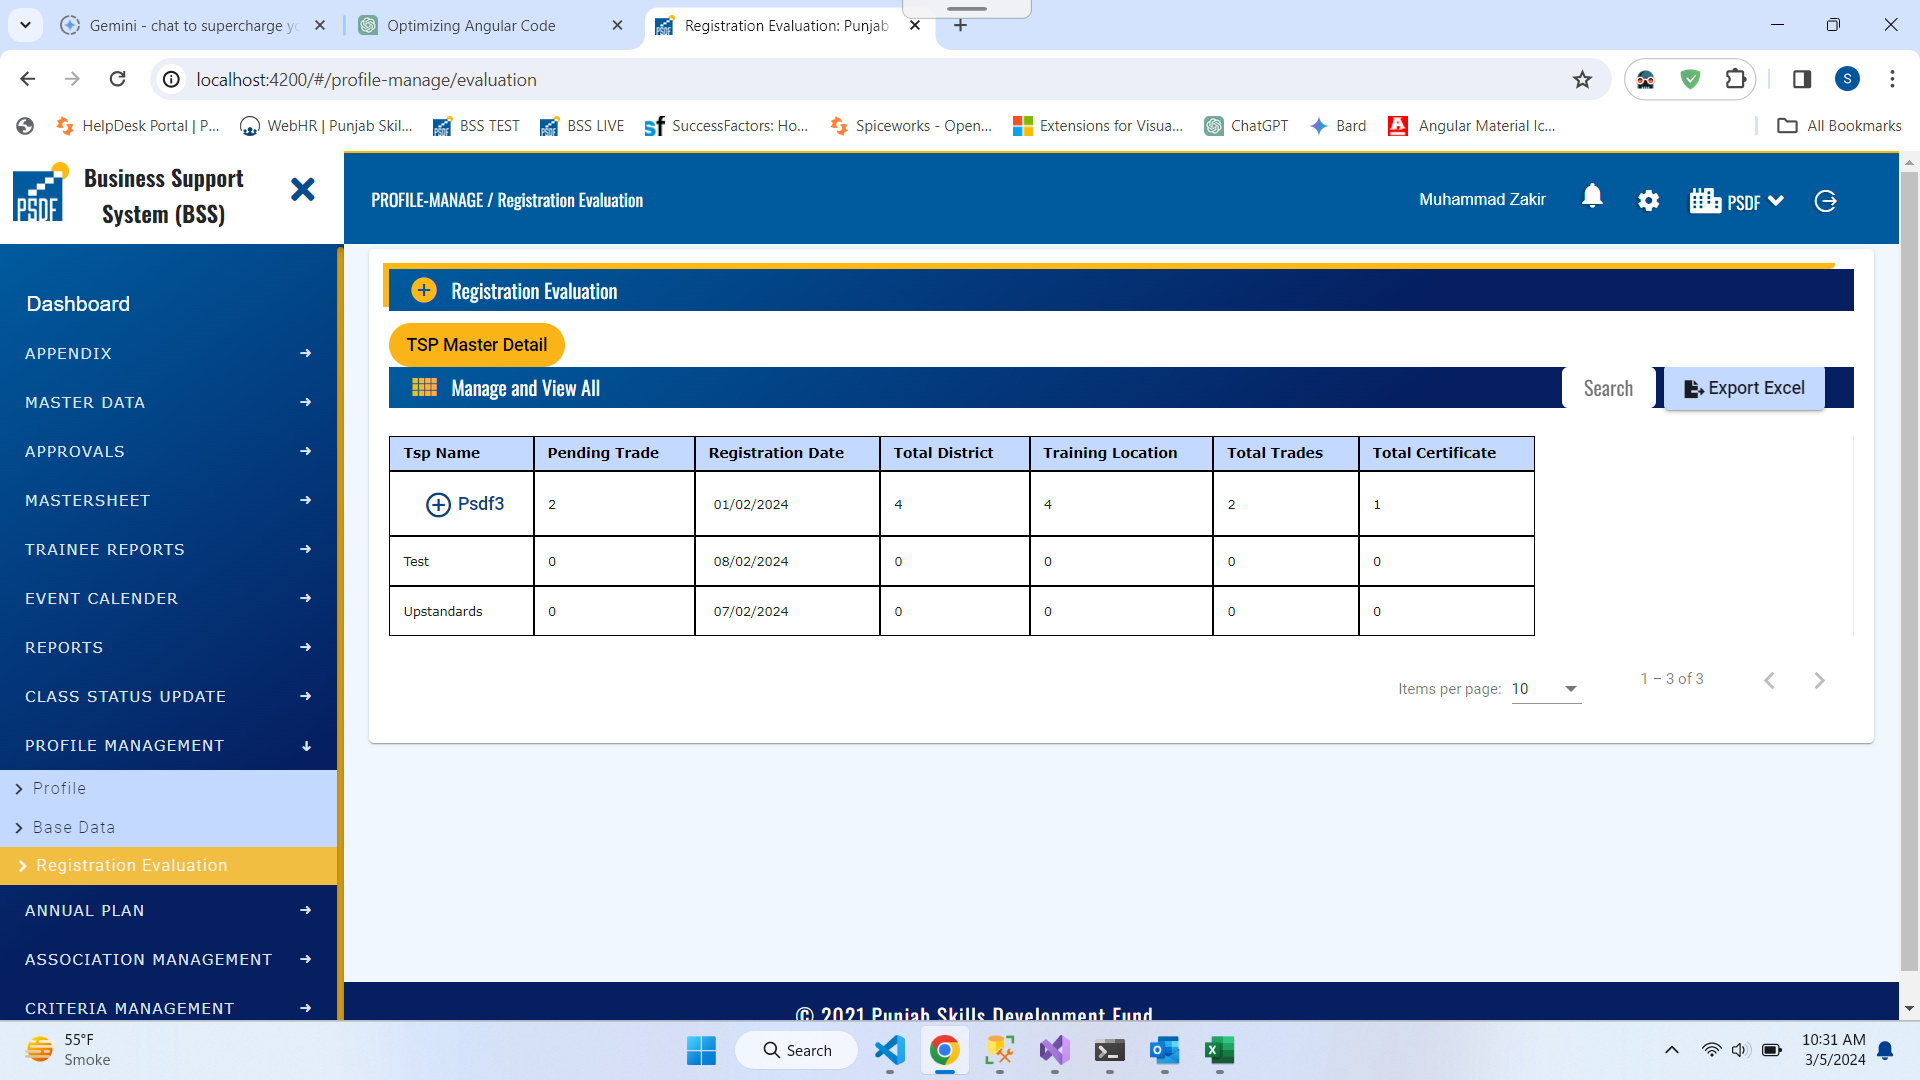 Gemini - chat to supercharge yo
Optimizing Angular Code
Registration Evaluation: Punjab
localhost:4200/#/profile-manage/evaluation
S
HelpDesk Portal | P...
WebHR | Punjab Skil...
BSS TEST
BSS LIVE
SuccessFactors: Ho...
Spiceworks - Open...
Extensions for Visua...
ChatGPT
Bard
Angular Material Ic...
All Bookmarks
PSDF
Business Support
System (BSS)
PROFILE-MANAGE / Registration Evaluation
Muhammad Zakir
PSDF
Dashboard
APPENDIX
MASTER DATA
APPROVALS
MASTERSHEET
TRAINEE REPORTS
EVENT CALENDER
REPORTS
CLASS STATUS UPDATE
PROFILE MANAGEMENT
Profile
Base Data
Registration Evaluation
ANNUAL PLAN
ASSOCIATION MANAGEMENT
CRITERIA MANAGEMENT
Registration Evaluation
TSP Master Detail
Manage and View All
Search
Export Excel
Tsp Name Pending Trade Registration Date Total District Training Location Total Trades Total Certificate
Psdf3 2 01/02/2024 4 4 2 1
Test 0 08/02/2024 0 0 0 0
Upstandards 0 07/02/2024 0 0 0 0
Items per page: 10
1 – 3 of 3
© 2021 Punjab Skills Development Fund
55°F
Smoke
Search
10:31 AM
3/5/2024